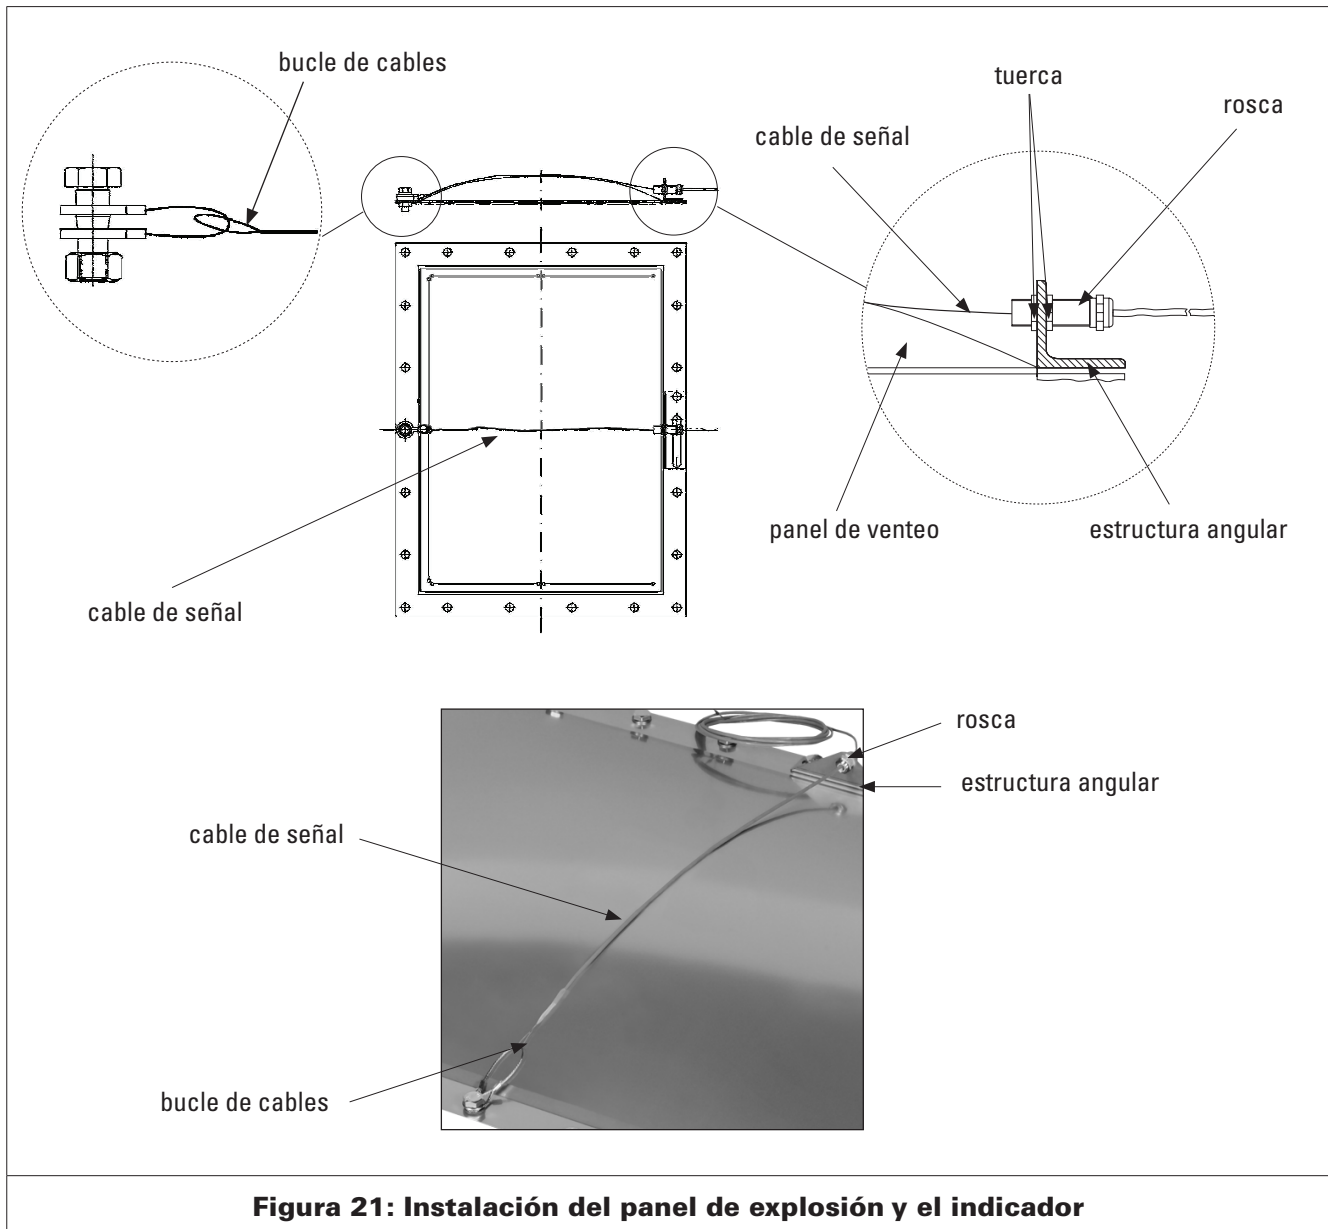 bucle de cables
tuerca
rosca
cable de señal
panel de venteo
estructura angular
cable de señal
rosca
estructura angular
cable de señal
bucle de cables
Figura 21: Instalación del panel de explosión y el indicador